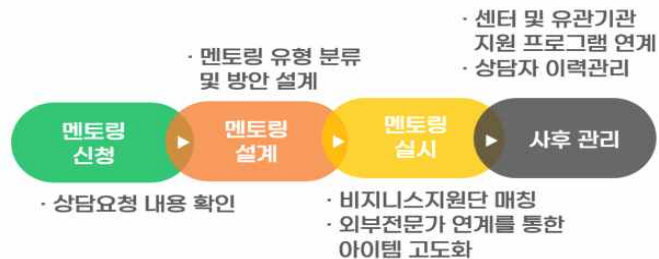 · 센터 및 유관기관
지원 프로그램 연계
· 상담자 이력관리
· 멘토링 유형 분류
및 방안 설계
멘토링
신청
멘토링
설계
멘토링
실시
사후 관리
· 상담요청 내용 확인
· 비지니스지원단 매칭
· 외부전문가 연계를 통한
아이템 고도화